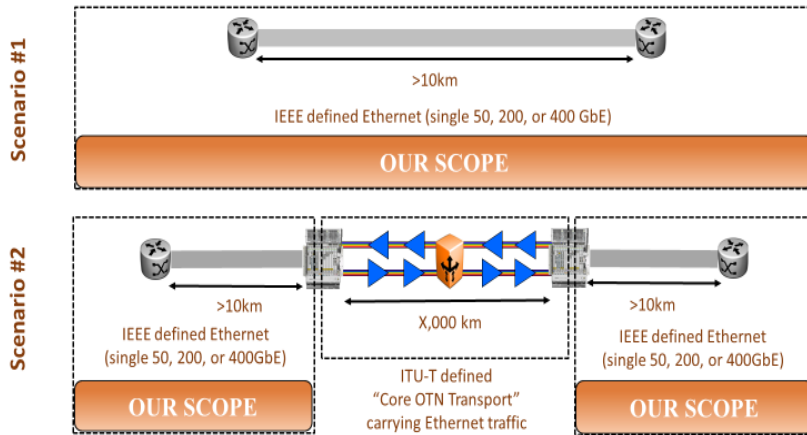 Scenario #1
>10km
IEEE defined Ethernet (single 50, 200, or 400 GbE)
OUR SCOPE
Scenario #2
>10km
IEEE defined Ethernet
(single 50, 200, or 400GbE)
OUR SCOPE
X,000 km
ITU-T defined
“Core OTN Transport”
carrying Ethernet traffic
>10km
IEEE defined Ethernet
(single 50, 200, or 400GbE)
OUR SCOPE